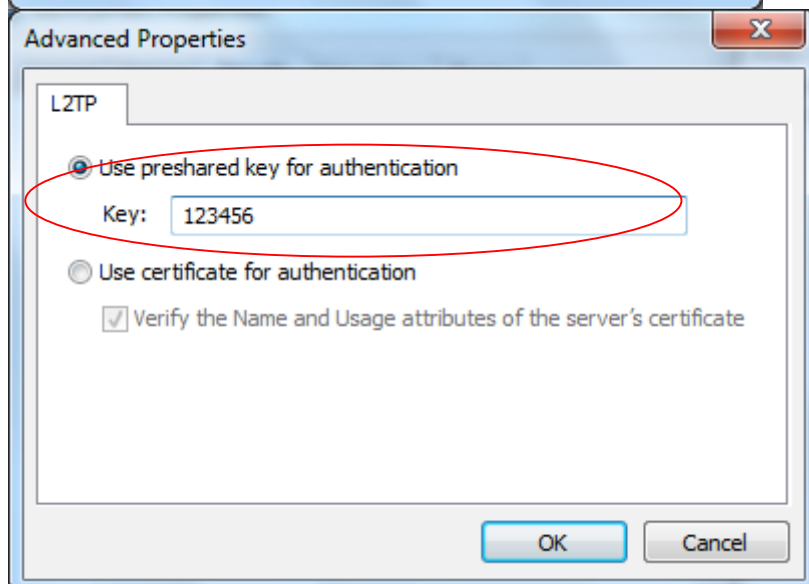 Advanced Properties
L2TP
Use preshared key for authentication
Key: 123456
Use certificate for authentication
Verify the Name and Usage attributes of the server's certificate
OK Cancel